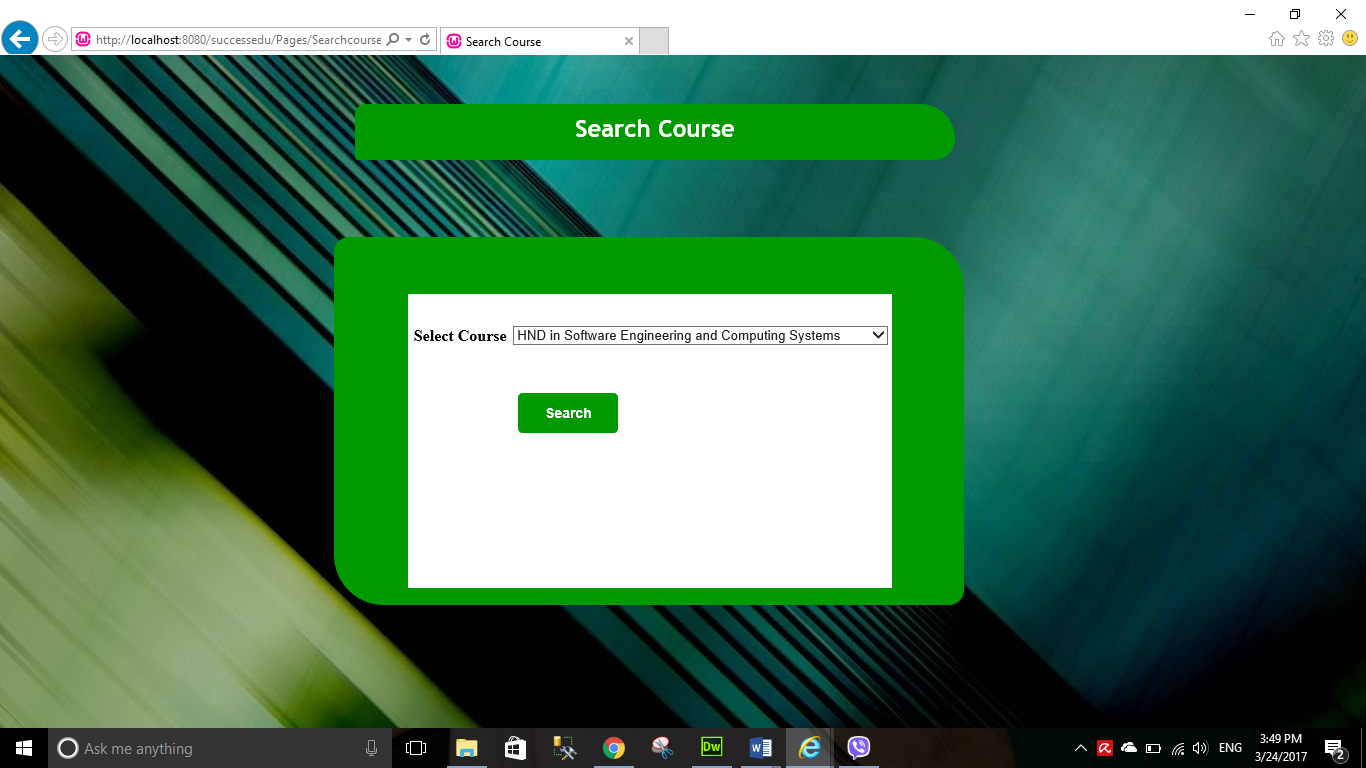 http://localhost:8080/successedu/Pages/Searchcourse
Search Course
Search Course
Select Course HND in Software Engineering and Computing Systems
Search
Ask me anything
Dw
ENG
3:49 PM
3/24/2017
2